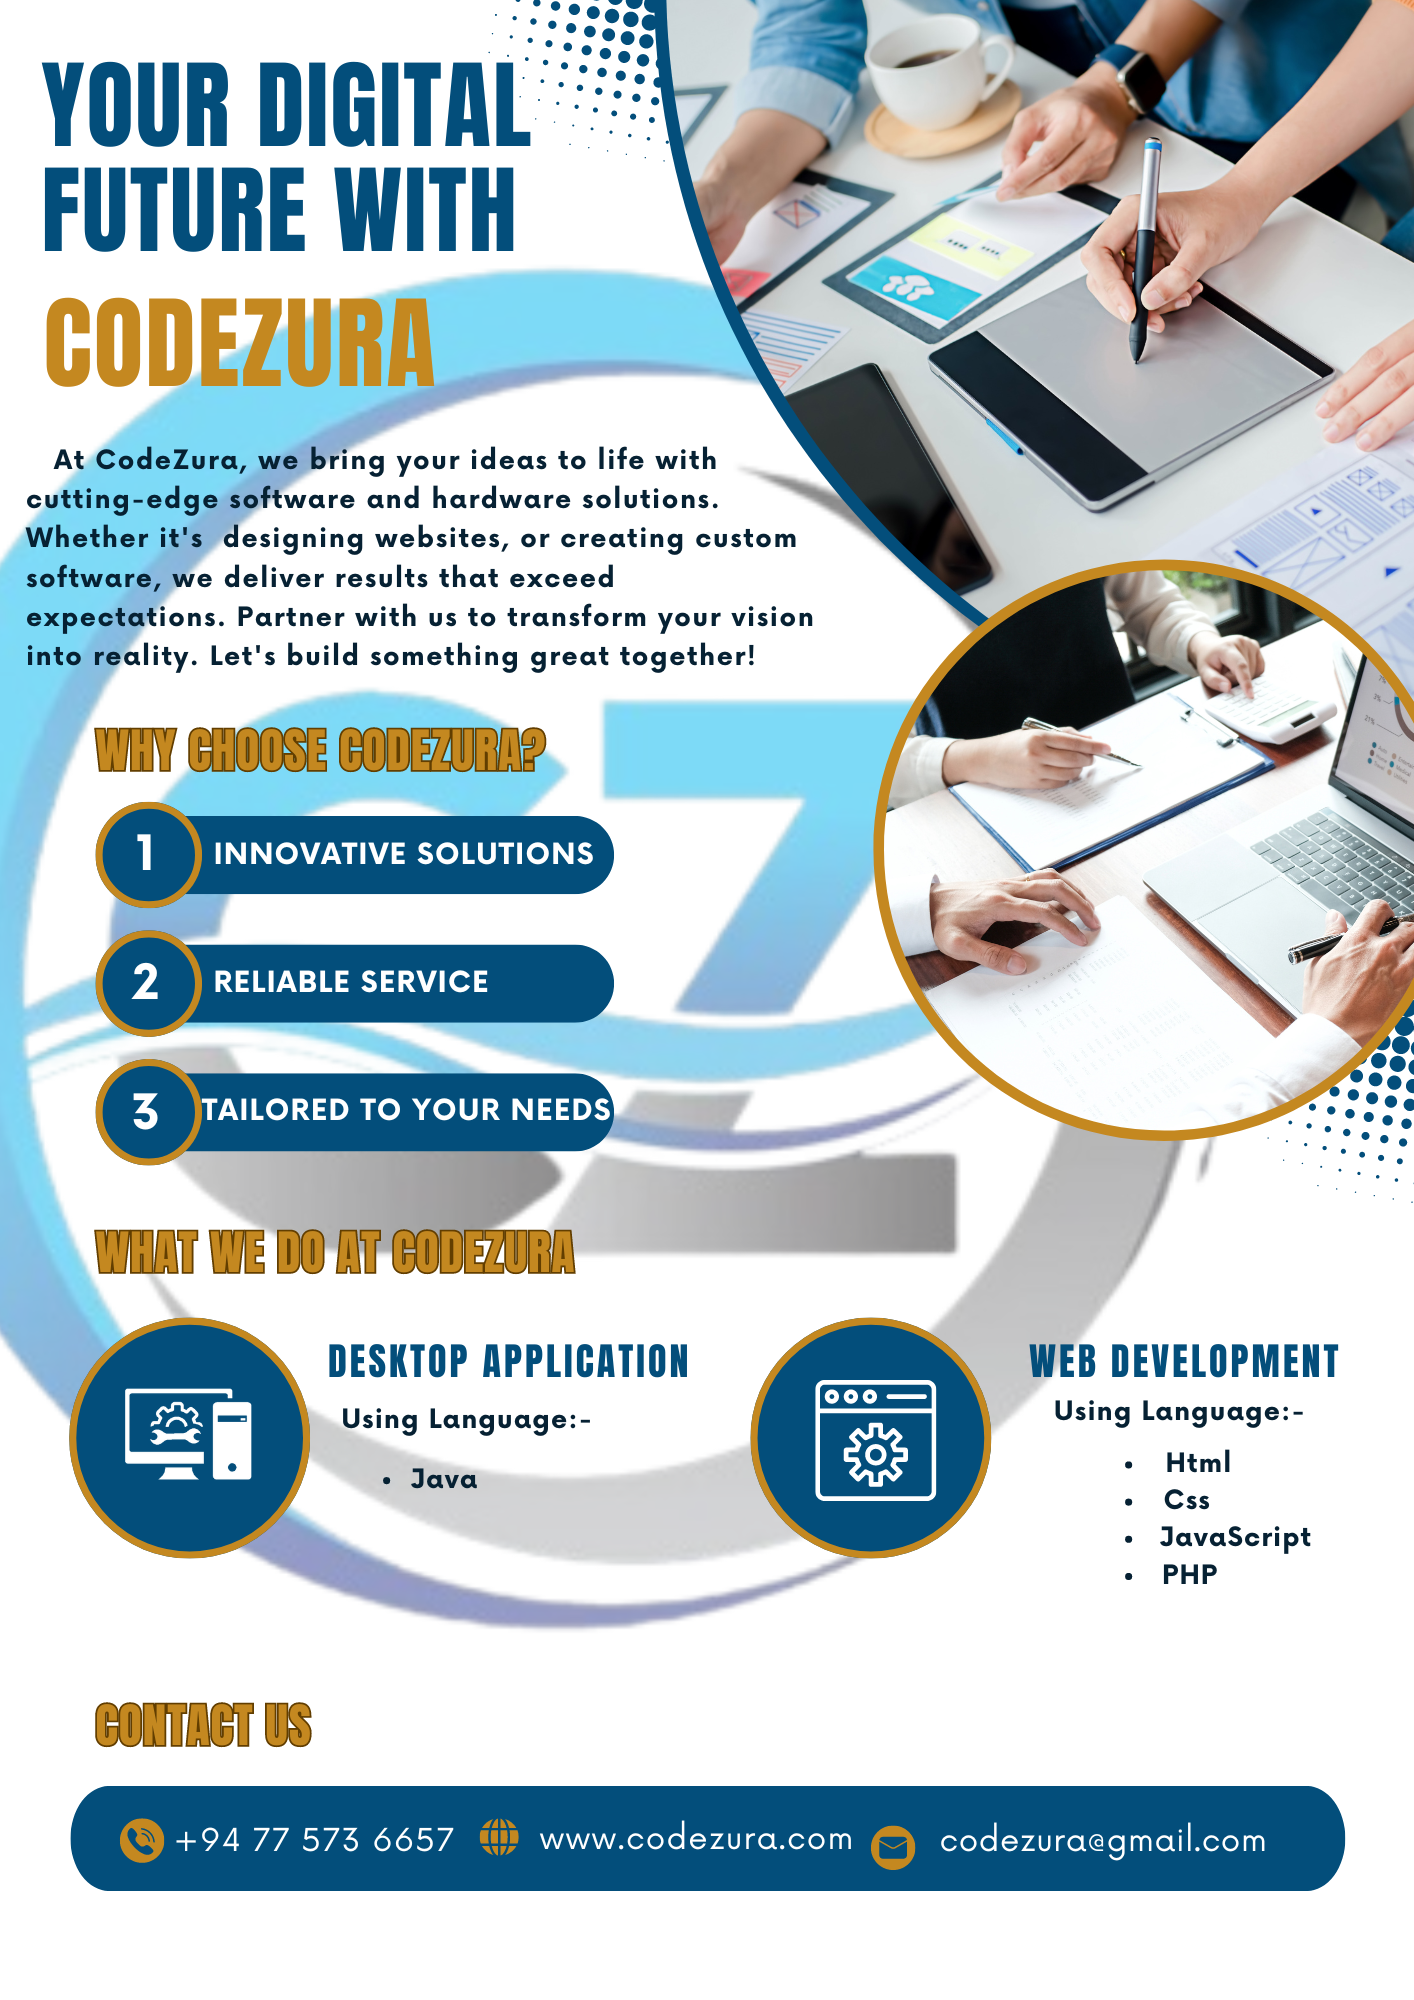 YOUR DIGITAL
FUTURE WITH
CODEZURA
At CodeZura, we bring your ideas to life with
cutting-edge software and hardware solutions.
Whether it's  designing websites, or creating custom
software, we deliver results that exceed
expectations. Partner with us to transform your vision
into reality. Let's build something great together!
WHY CHOOSE CODEZURA?
1 INNOVATIVE SOLUTIONS
2 RELIABLE SERVICE
3 TAILORED TO YOUR NEEDS
WHAT WE DO AT CODEZURA
DESKTOP APPLICATION
Using Language:-
• Java
WEB DEVELOPMENT
Using Language:-
• Html
• Css
• JavaScript
• PHP
CONTACT US
+94 77 573 6657 www.codezura.com codezura@gmail.com